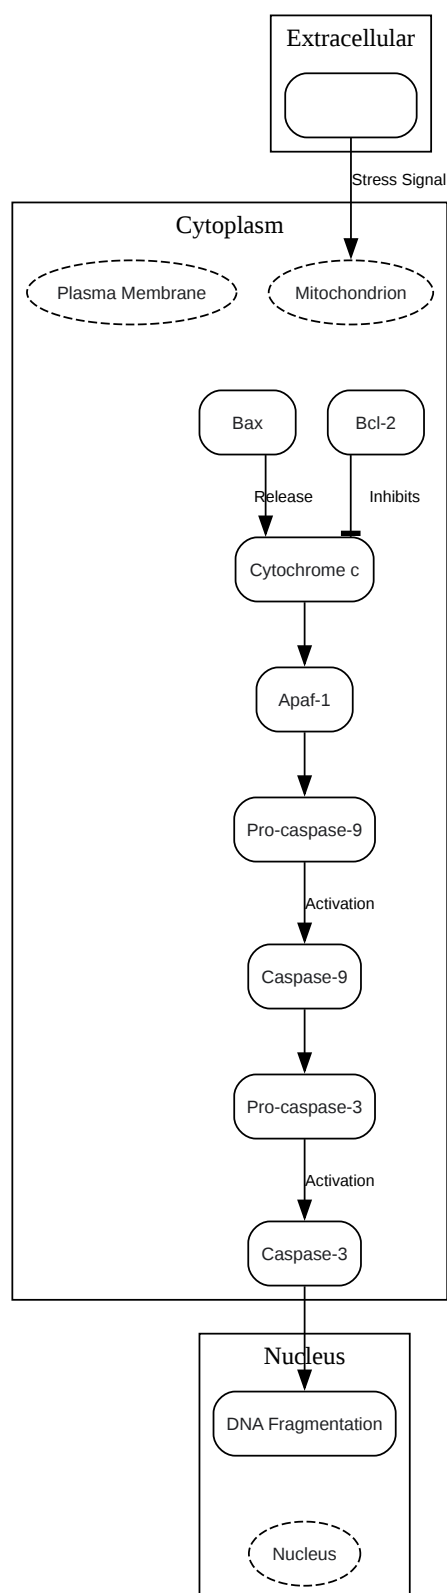 Extracellular
Stress Signal
Cytoplasm
Plasma Membrane
Mitochondrion
Bax
Bcl-2
Release
Inhibits
Cytochrome c
Apaf-1
Pro-caspase-9
Activation
Caspase-9
Pro-caspase-3
Activation
Caspase-3
Nucleus
DNA Fragmentation
Nucleus